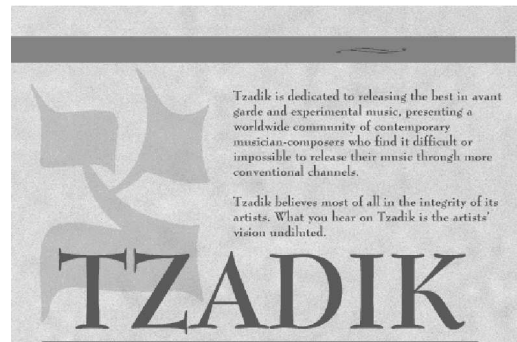 Tzadik is dedicated to releasing the best in avant
garde and experimental music, presenting a
worldwide community of contemporary
musician-composers who find it difficult or
impossible to release their music through more
conventional channels.
Tzadik believes most of all in the integrity of its
artists. What you hear on Tzadik is the artists'
vision undiluted.
צ
TZADIK